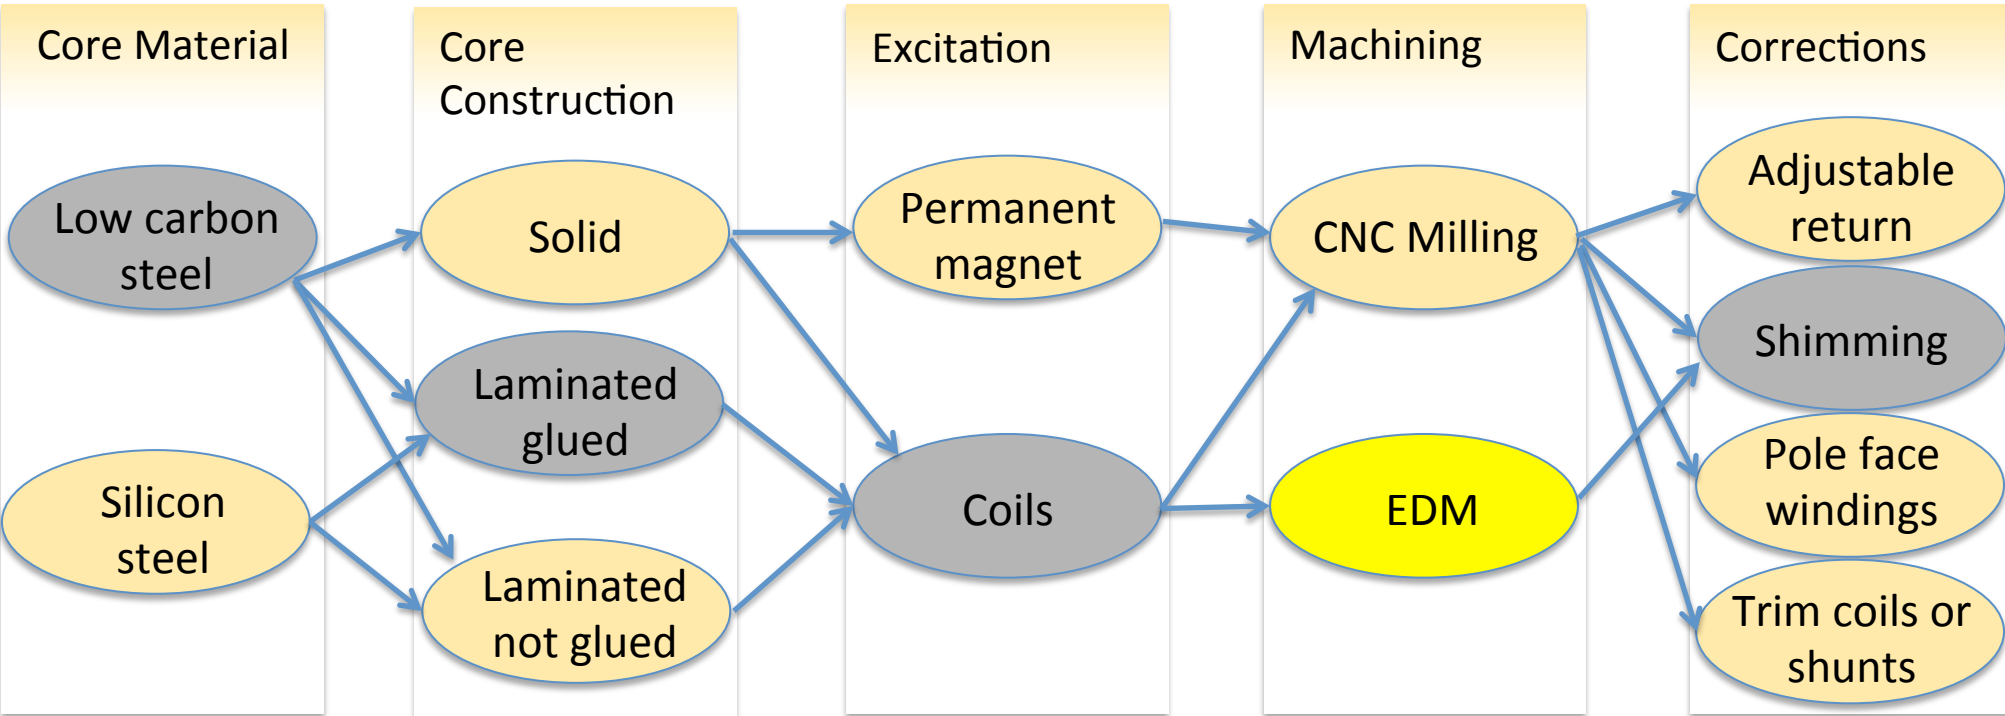 Core Material
Low carbon
steel
Silicon
steel
Core
Construction
Solid
Laminated
glued
Laminated
not glued
Excitation
Permanent
magnet
Coils
Machining
CNC Milling
EDM
Corrections
Adjustable
return
Shimming
Pole face
windings
Trim coils or
shunts